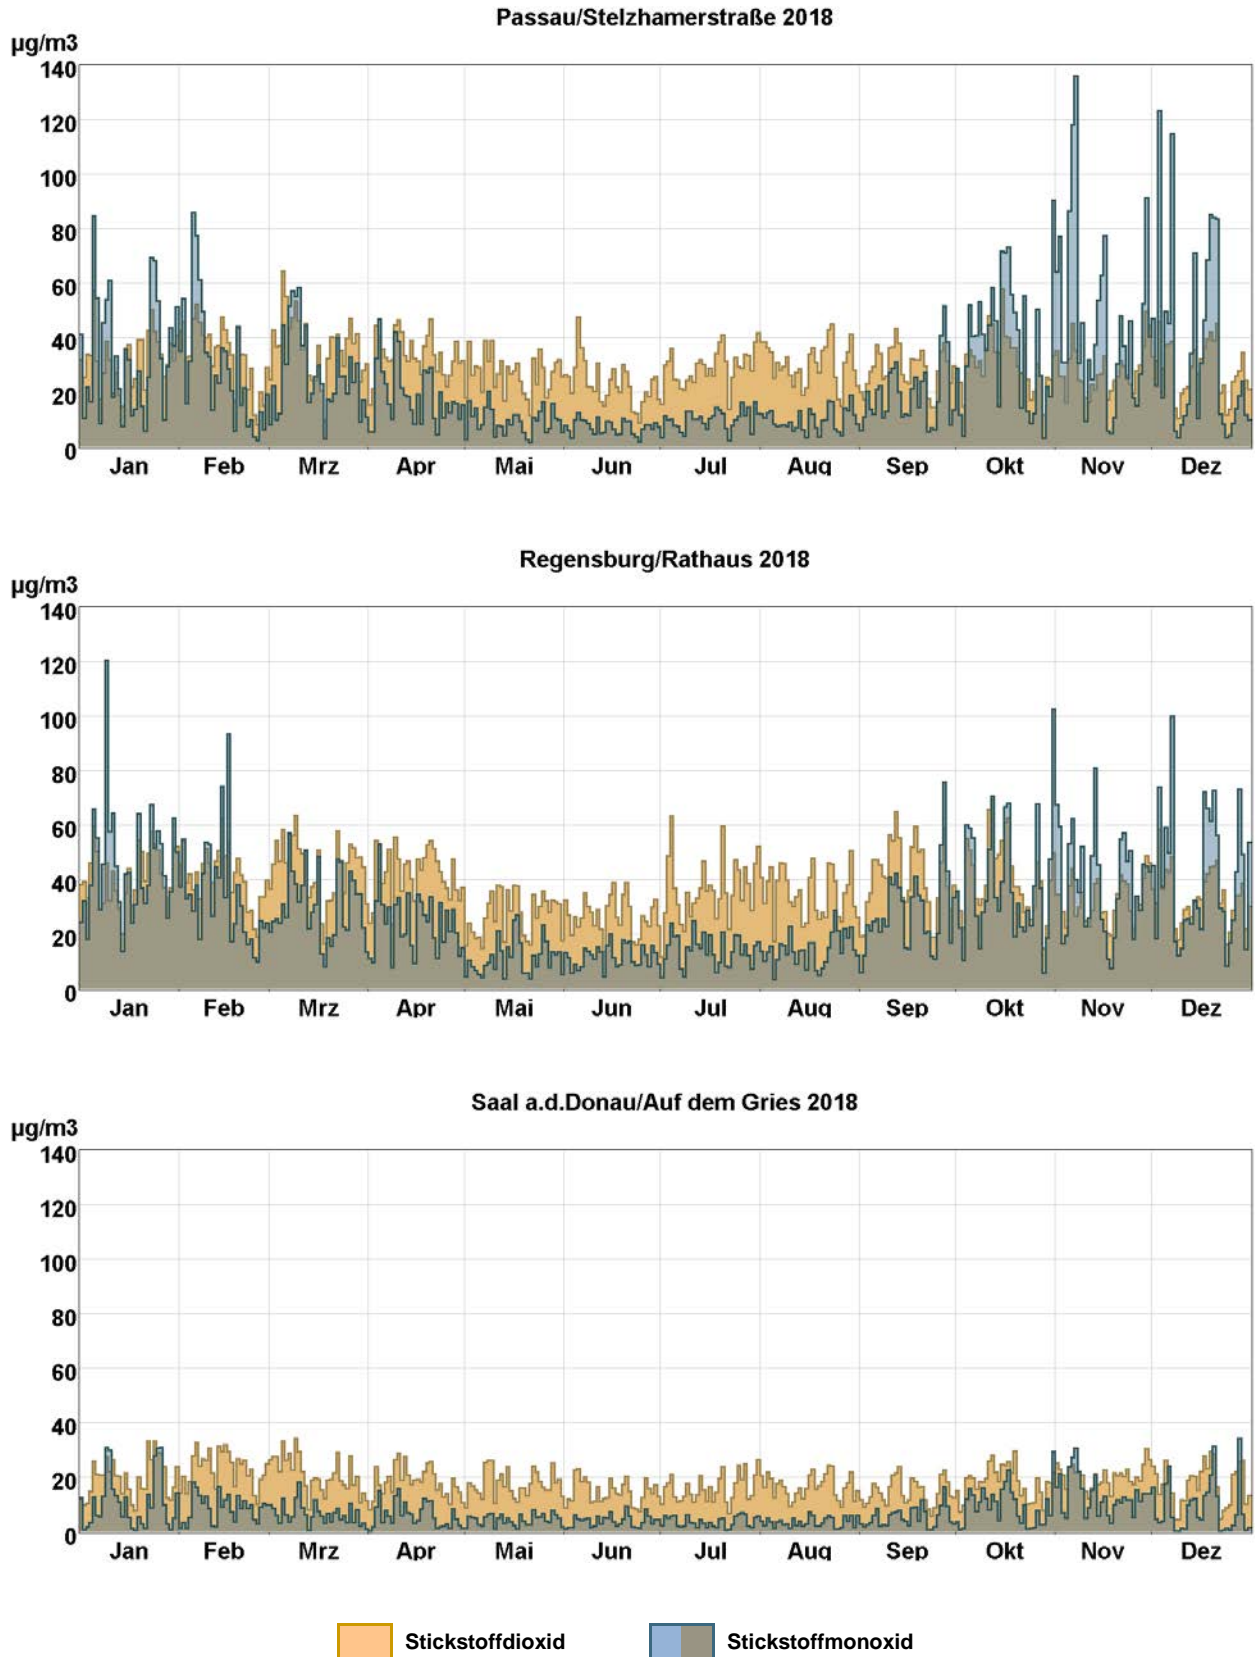 Passau/Stelzhamerstraße 2018
µg/m3
140
120
100
80
60
40
20
0
Jan Feb Mrz Apr Mai Jun Jul Aug Sep Okt Nov Dez
Regensburg/Rathaus 2018
µg/m3
140
120
100
80
60
40
20
0
Jan Feb Mrz Apr Mai Jun Jul Aug Sep Okt Nov Dez
Saal a.d.Donau/Auf dem Gries 2018
µg/m3
140
120
100
80
60
40
20
0
Jan Feb Mrz Apr Mai Jun Jul Aug Sep Okt Nov Dez
Stickstoffdioxid Stickstoffmonoxid